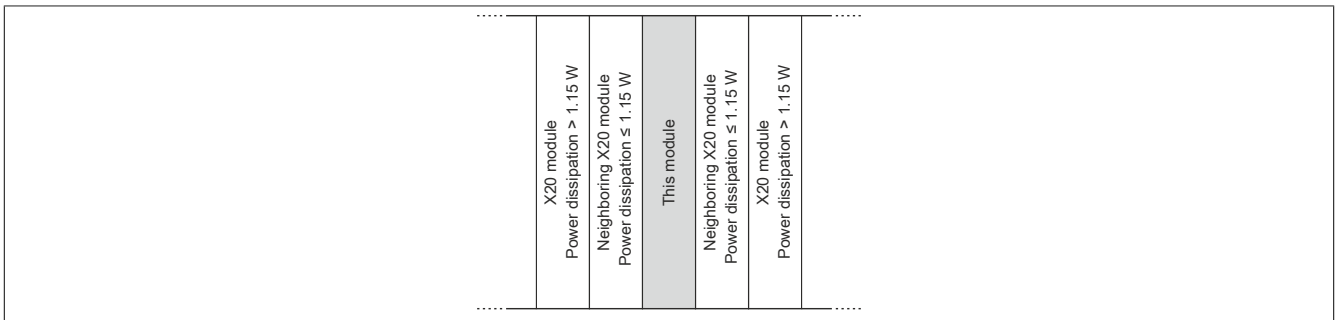 X20 module
Power dissipation > 1.15 W
Neighboring X20 module
Power dissipation ≤ 1.15 W
This module
Neighboring X20 module
Power dissipation ≤ 1.15 W
X20 module
Power dissipation > 1.15 W